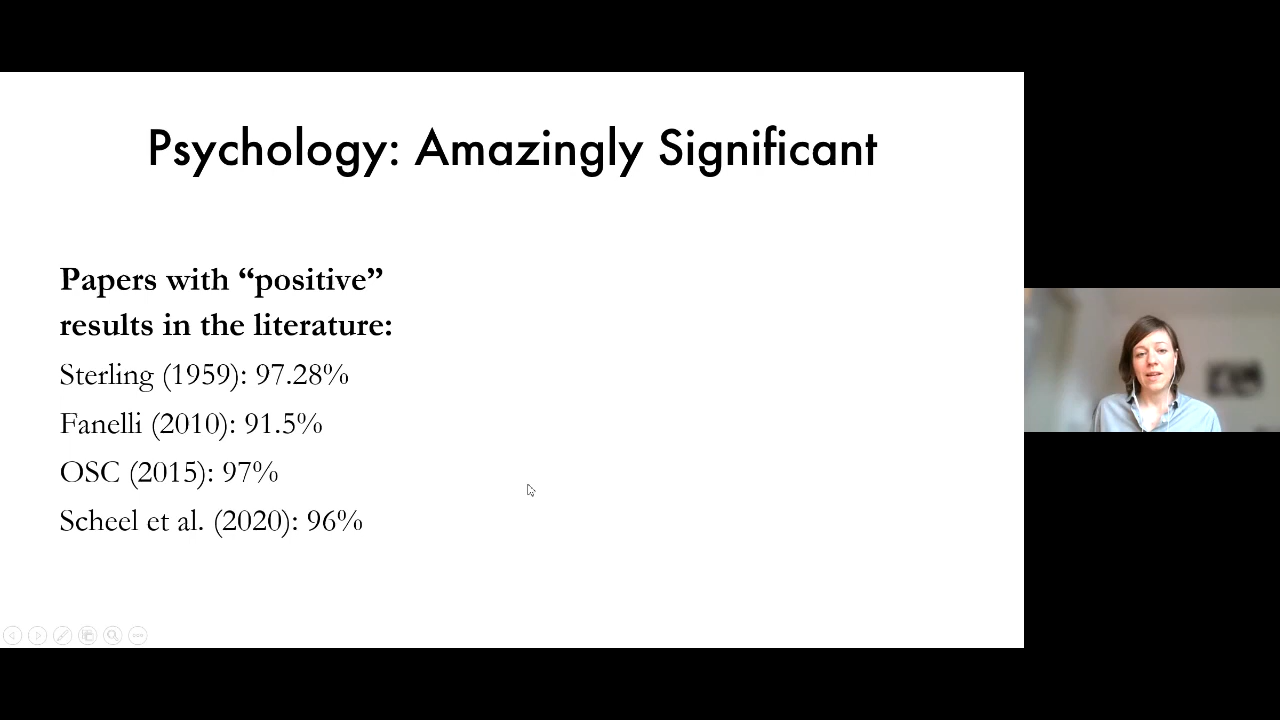 Psychology: Amazingly Significant
Papers with “positive”
results in the literature:
Sterling (1959): 97.28%
Fanelli (2010): 91.5%
OSC (2015): 97%
Scheel et al. (2020): 96%